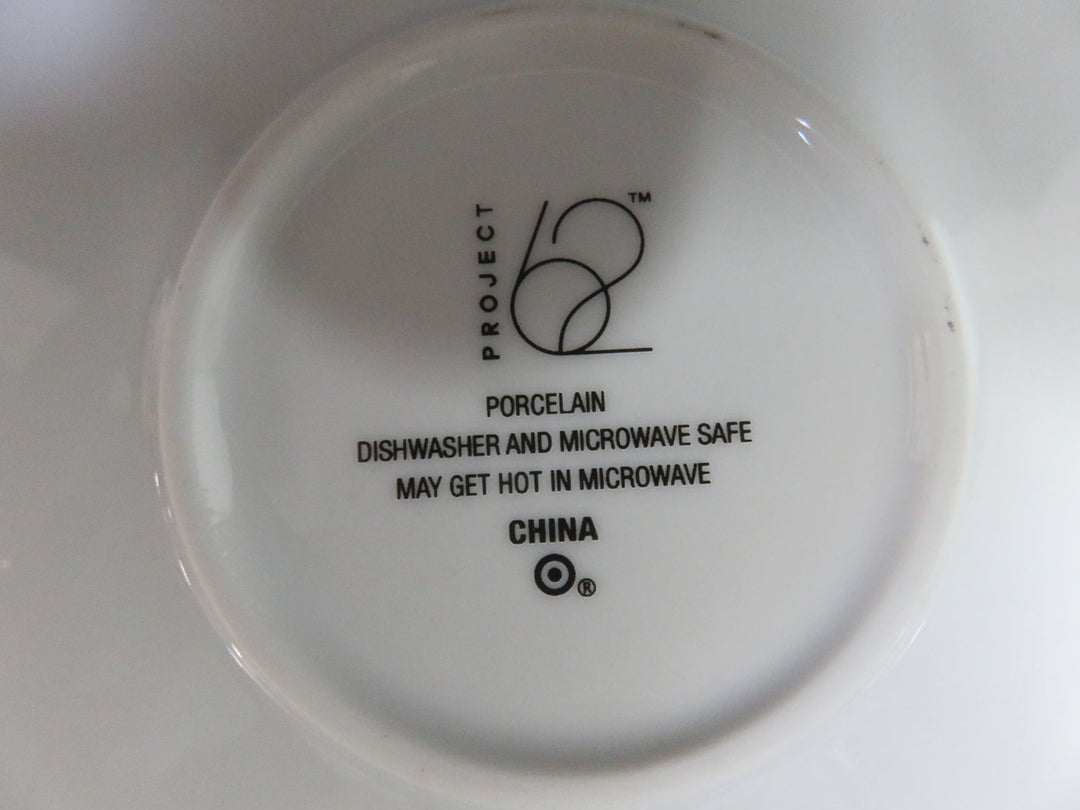 PROJECT 62™
PORCELAIN
DISHWASHER AND MICROWAVE SAFE
MAY GET HOT IN MICROWAVE
CHINA
®